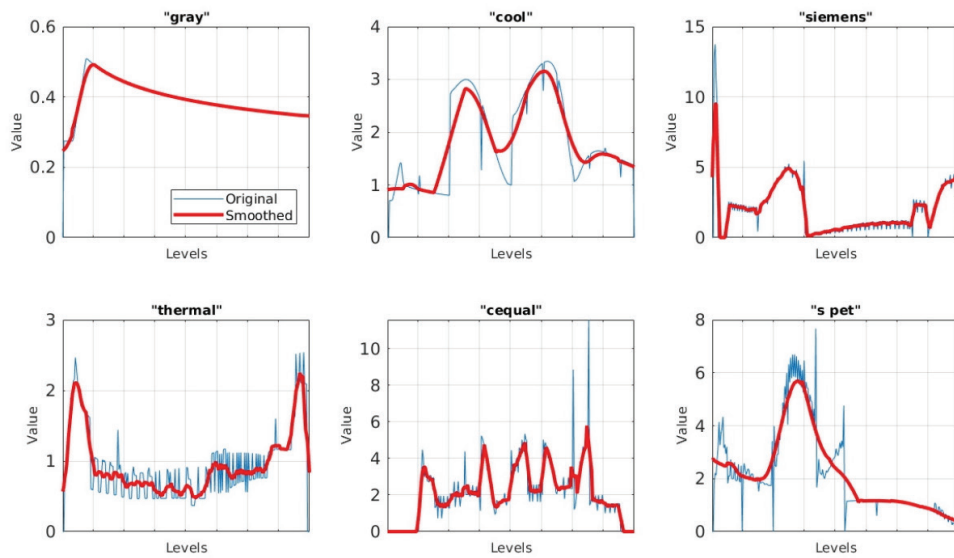 "gray"
0.6
0.4
0.2
0
Value
Levels
Original
Smoothed
"cool"
4
3
2
1
0
Value
Levels
"siemens"
15
10
5
0
Value
Levels
"thermal"
3
2
1
0
Value
Levels
"cequal"
10
8
6
4
2
0
Value
Levels
"s pet"
8
6
4
2
0
Value
Levels